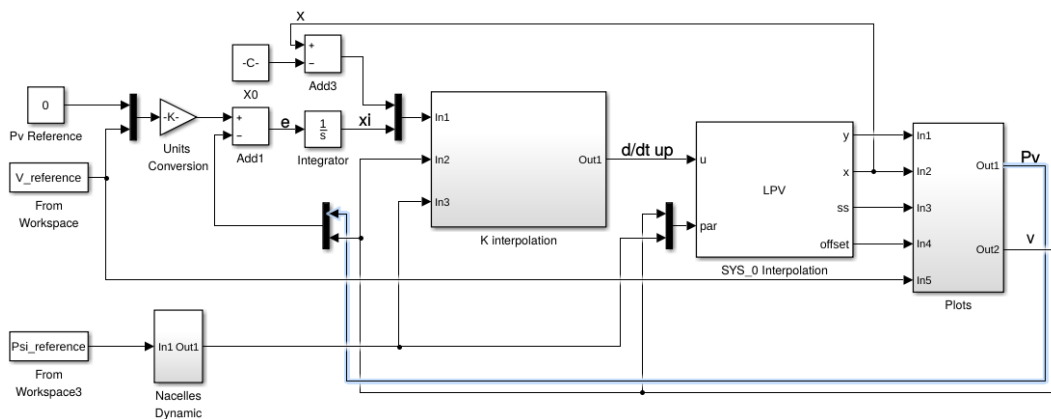 x
-C-
X0
+
−
Add3
0
Pv Reference
-K-
Units
Conversion
+
−
Add1
e
1
s
Integrator
xi
V_reference
From
Workspace
In1
In2
In3
Out1
K interpolation
d/dt up
u
par
LPV
y
x
ss
offset
SYS_0 Interpolation
In1
In2
In3
In4
In5
Out1
Out2
Plots
Pv
v
Psi_reference
From
Workspace3
In1 Out1
Nacelles
Dynamic